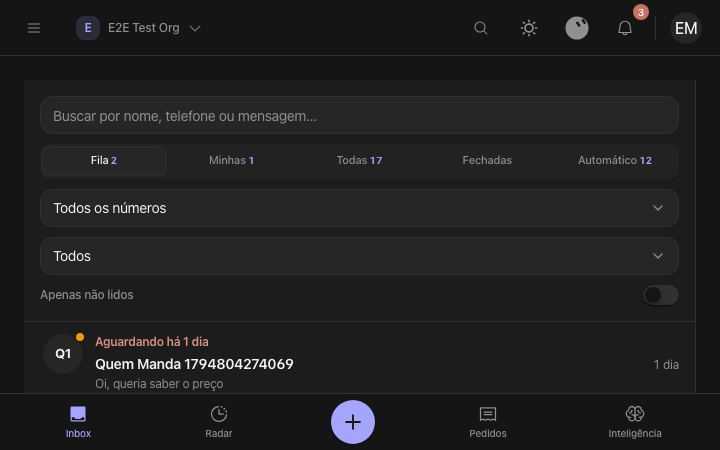 E E2E Test Org 3 EM
Buscar por nome, telefone ou mensagem...
Fila 2 Minhas 1 Todas 17 Fechadas Automático 12
Todos os números
Todos
Apenas não lidos
Q1 Aguardando há 1 dia
Quem Manda 1794804274069 1 dia
Oi, queria saber o preço
Inbox Radar Pedidos Inteligência